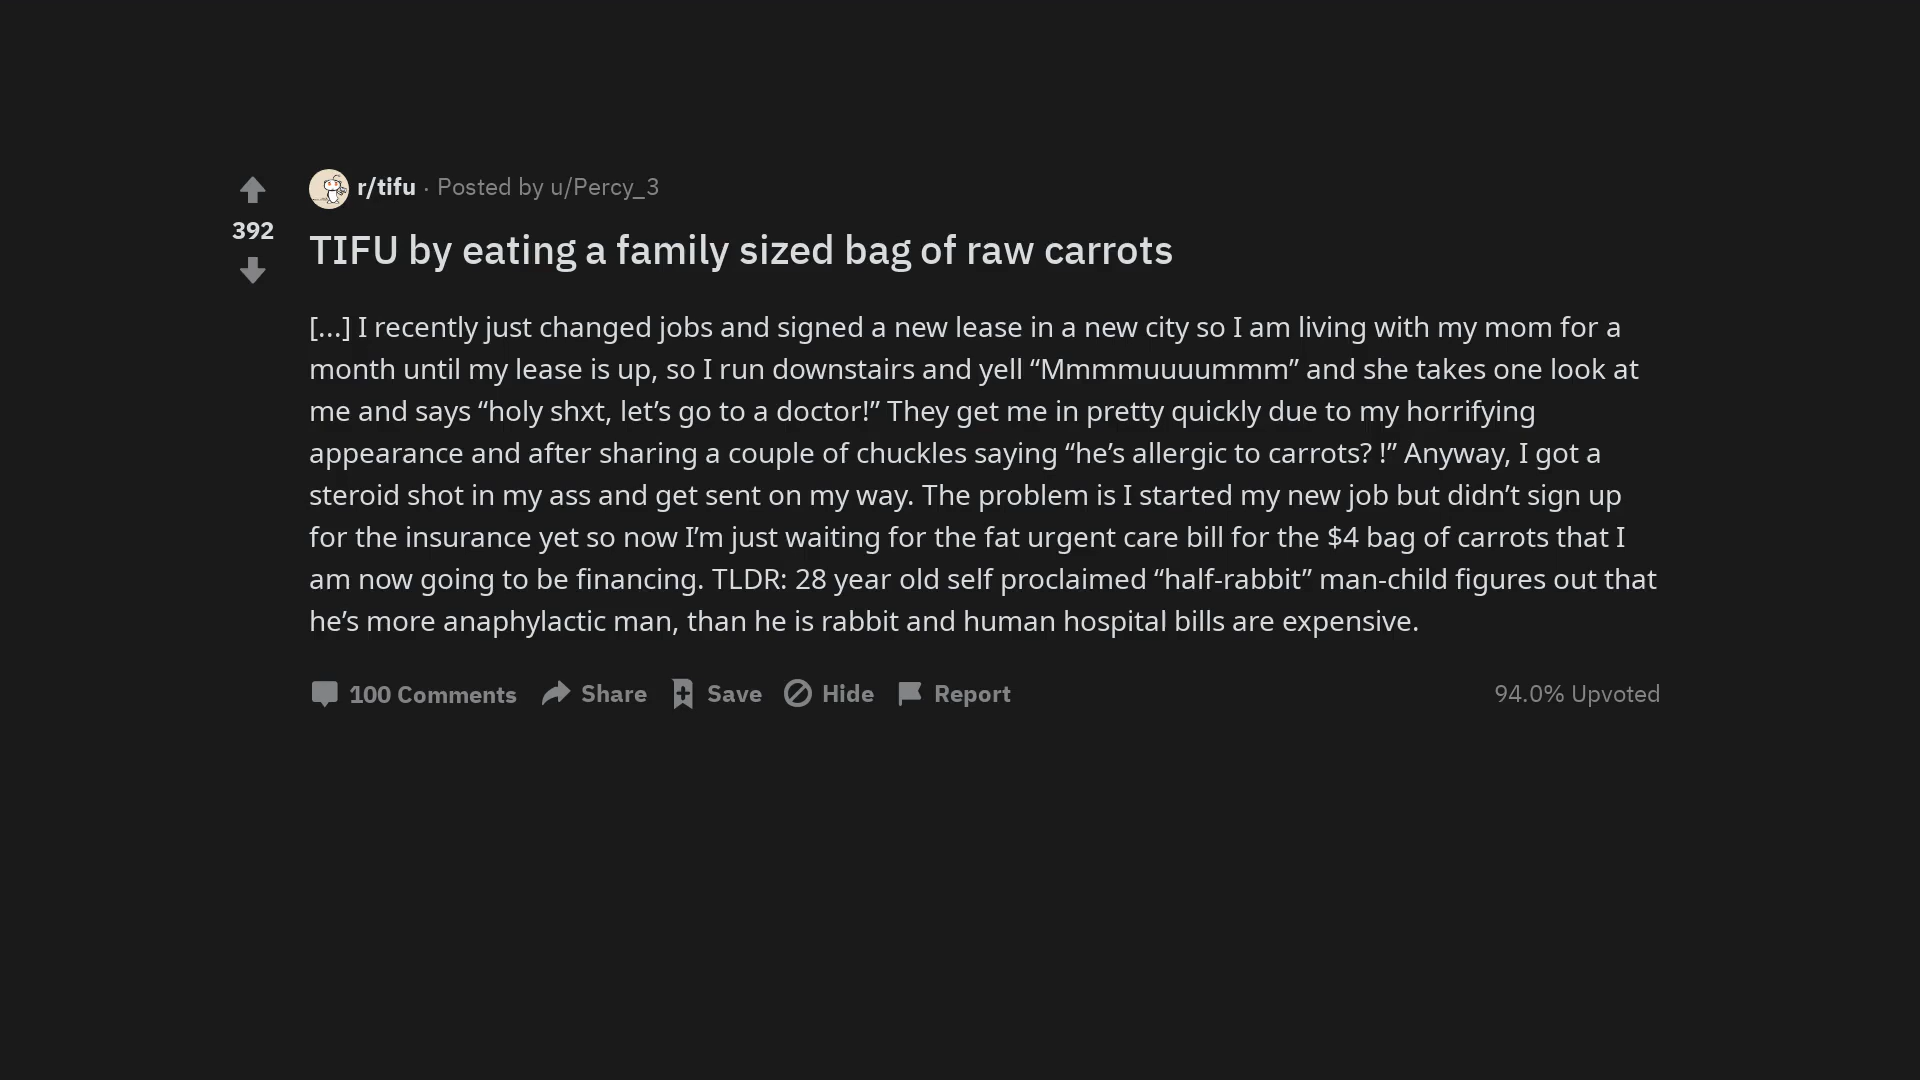 r/tifu · Posted by u/Percy_3
392
TIFU by eating a family sized bag of raw carrots
[...] I recently just changed jobs and signed a new lease in a new city so I am living with my mom for a
month until my lease is up, so I run downstairs and yell “Mmmmuuuummm” and she takes one look at
me and says “holy shxt, let’s go to a doctor!” They get me in pretty quickly due to my horrifying
appearance and after sharing a couple of chuckles saying “he’s allergic to carrots? !” Anyway, I got a
steroid shot in my ass and get sent on my way. The problem is I started my new job but didn’t sign up
for the insurance yet so now I’m just waiting for the fat urgent care bill for the $4 bag of carrots that I
am now going to be financing. TLDR: 28 year old self proclaimed “half-rabbit” man-child figures out that
he’s more anaphylactic man, than he is rabbit and human hospital bills are expensive.
100 Comments Share Save Hide Report 94.0% Upvoted